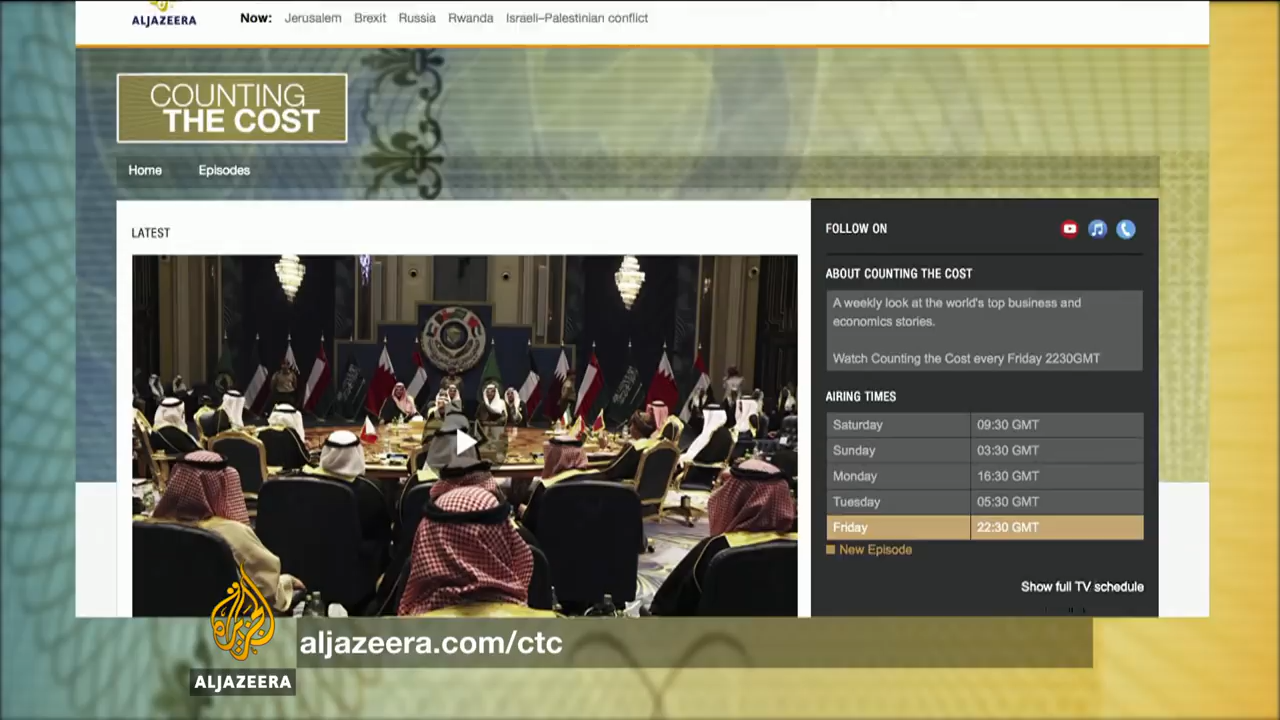 ALJAZEERA
Now: Jerusalem Brexit Russia Rwanda Israeli–Palestinian conflict
COUNTING
THE COST
Home Episodes
LATEST
FOLLOW ON
ABOUT COUNTING THE COST
A weekly look at the world's top business and
economics stories.
Watch Counting the Cost every Friday 2230GMT
AIRING TIMES
Saturday 09:30 GMT
Sunday 03:30 GMT
Monday 16:30 GMT
Tuesday 05:30 GMT
Friday 22:30 GMT
New Episode
Show full TV schedule
aljazeera.com/ctc
الجزيرة
ALJAZEERA